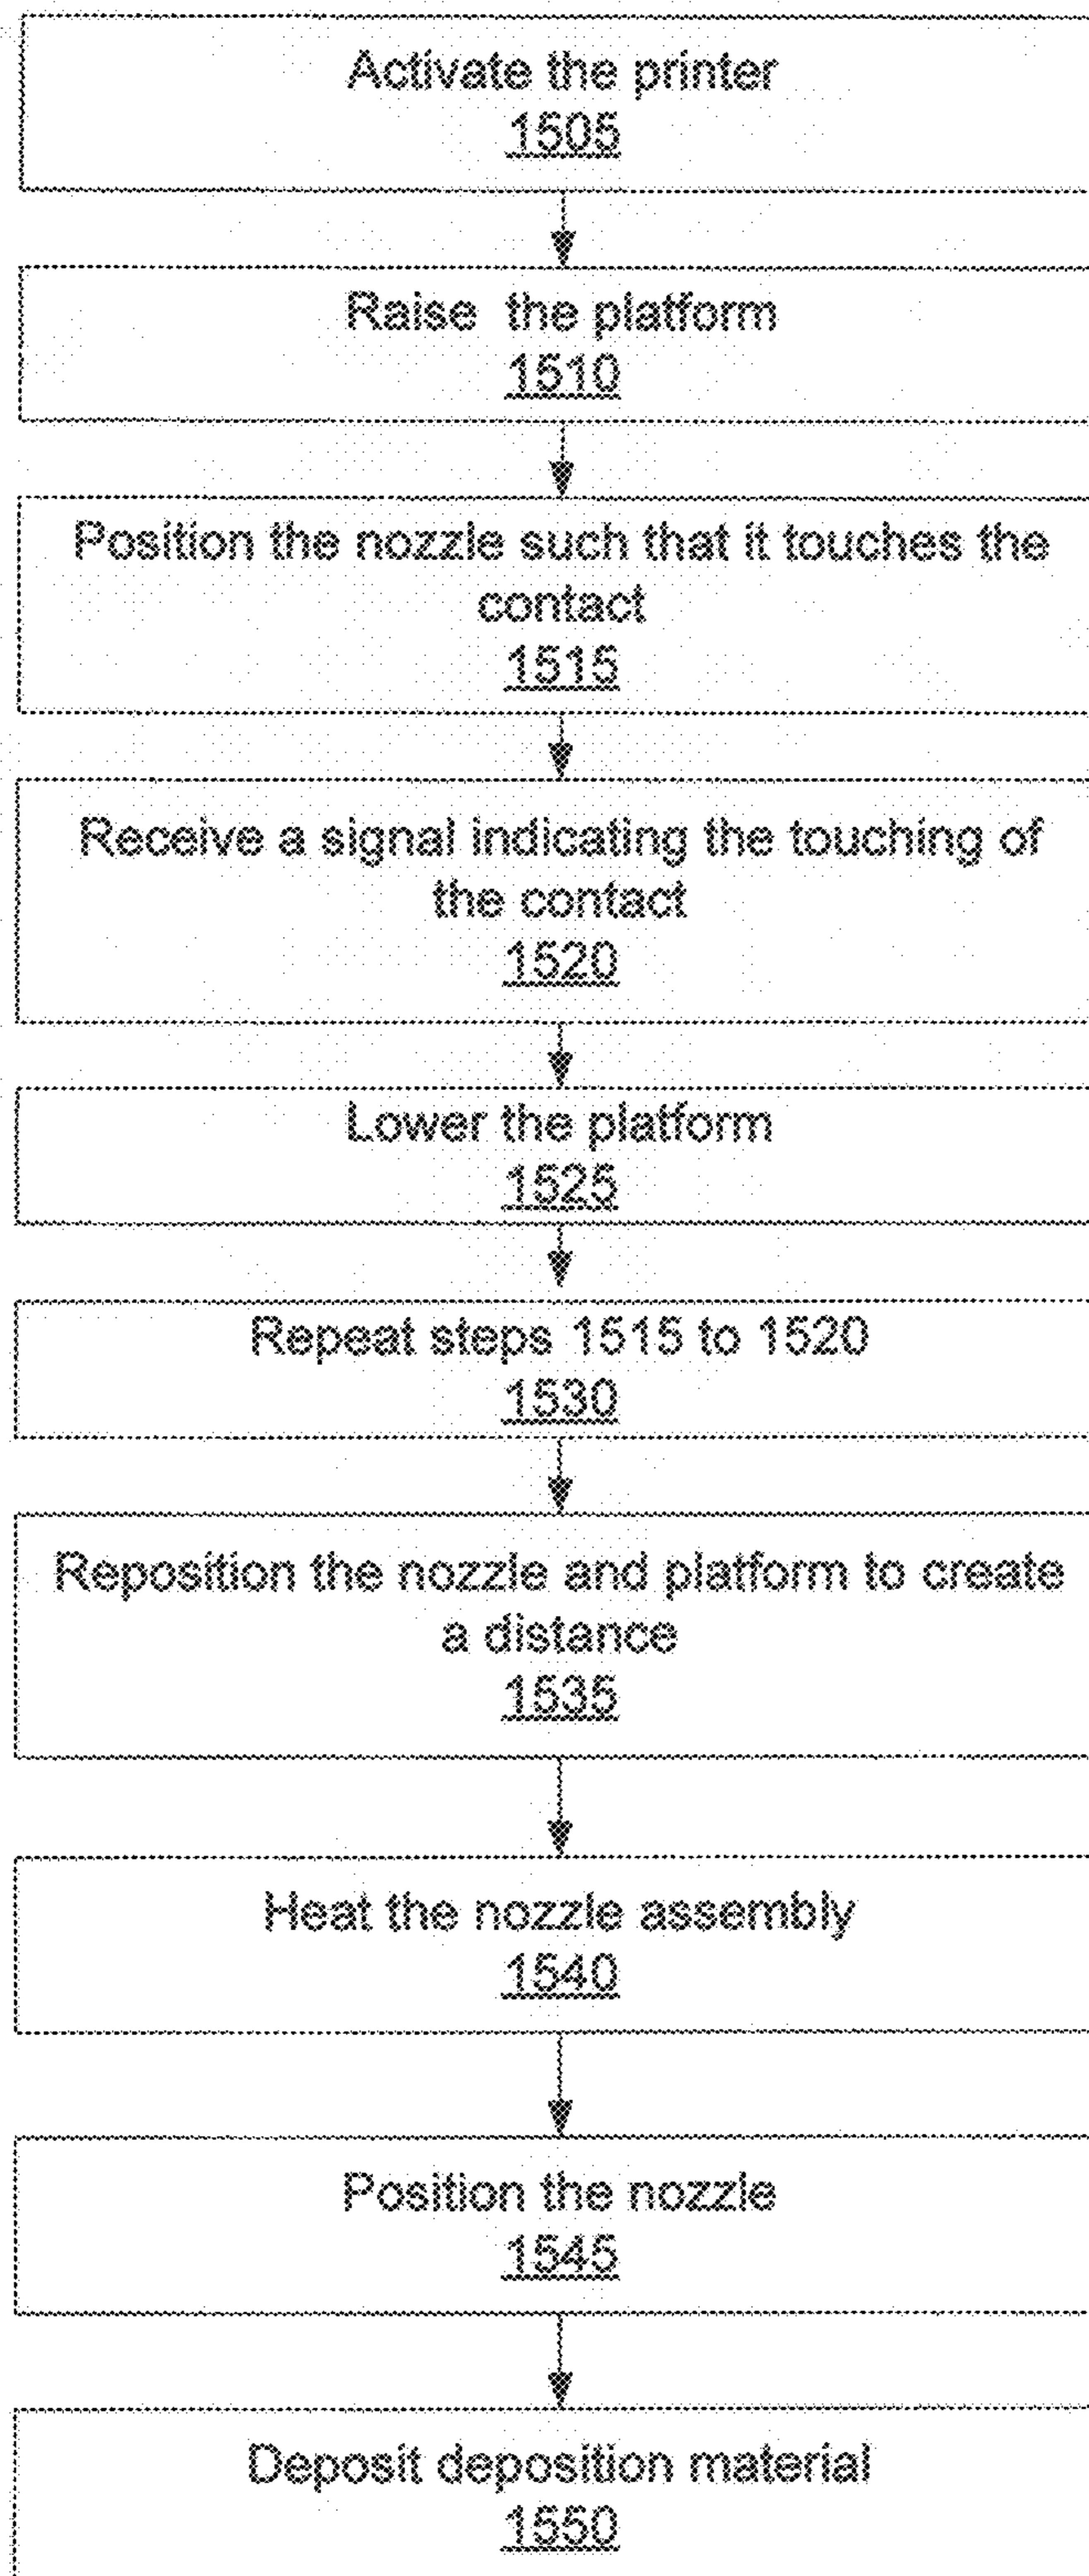 Activate the printer
1505
Raise the platform
1510
Position the nozzle such that it touches the
contact
1515
Receive a signal indicating the touching of
the contact
1520
Lower the platform
1525
Repeat steps 1515 to 1520
1530
Reposition the nozzle and platform to create
a distance
1535
Heat the nozzle assembly
1540
Position the nozzle
1545
Deposit deposition material
1550